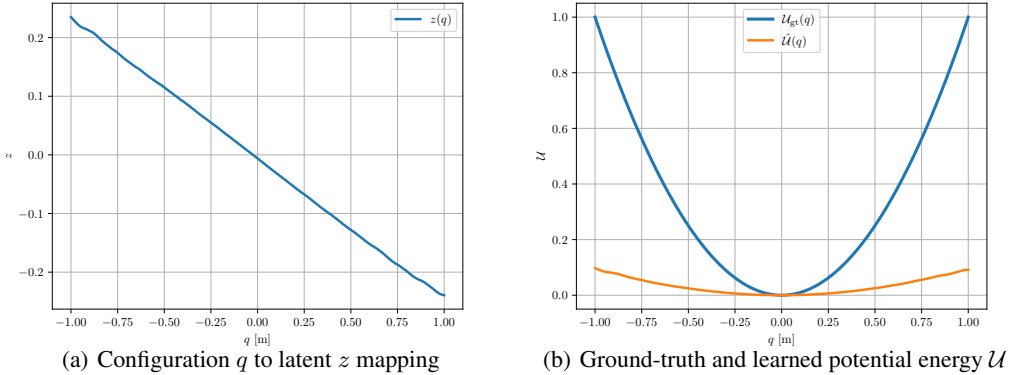 z(q)
0.2
0.1
0.0
−0.1
−0.2
z
−1.00 −0.75 −0.50 −0.25 0.00 0.25 0.50 0.75 1.00
q [m]
(a) Configuration q to latent z mapping
𝒰gt(q)
𝒰̂(q)
1.0
0.8
0.6
0.4
0.2
0.0
𝒰
−1.00 −0.75 −0.50 −0.25 0.00 0.25 0.50 0.75 1.00
q [m]
(b) Ground-truth and learned potential energy 𝒰